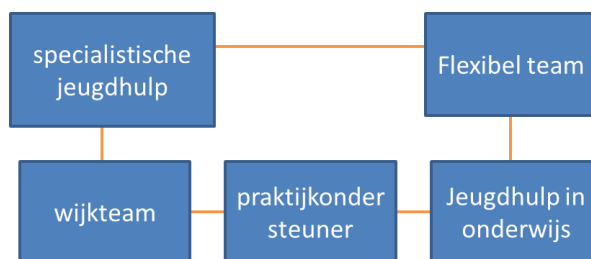 specialistische
jeugdhulp
Flexibel team
wijkteam
praktijkonder
steuner
Jeugdhulp in
onderwijs